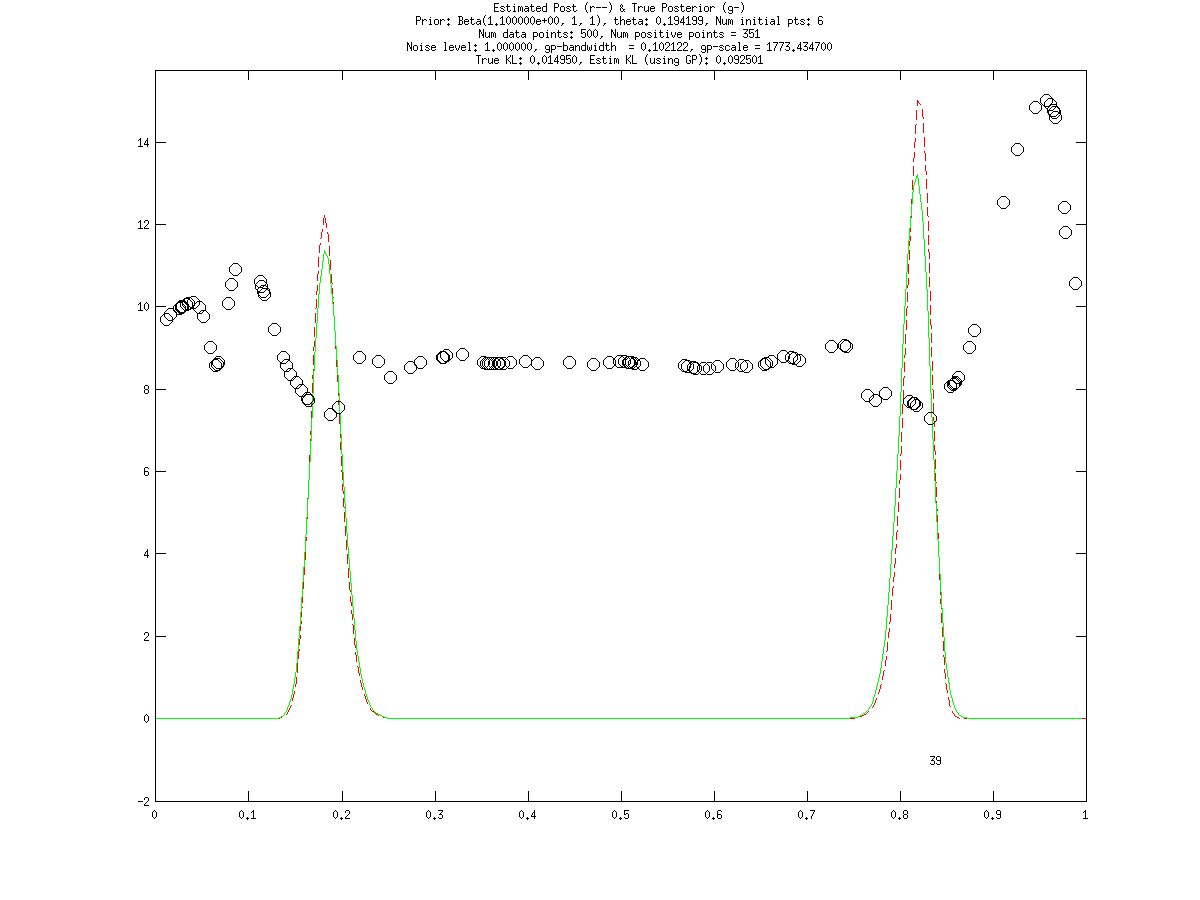 Estimated Post (r--) & True Posterior (g-)
Prior: Beta(1.100000e+00, 1, 1), theta: 0.194199, Num initial pts: 6
Num data points: 500, Num positive points = 351
Noise level: 1.000000, gp-bandwidth  = 0.102122, gp-scale = 1773.434700
True KL: 0.014950, Estim KL (using GP): 0.092501
14
12
10
8
6
4
2
0
-2
39
0 0.1 0.2 0.3 0.4 0.5 0.6 0.7 0.8 0.9 1